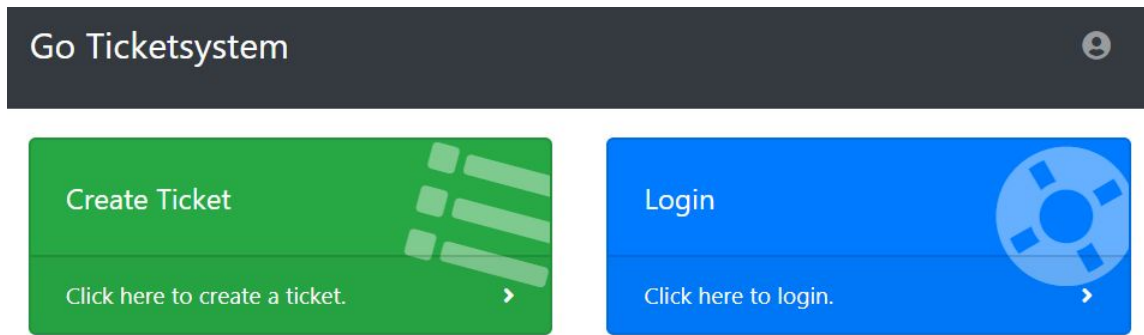 Go Ticketsystem
Create Ticket
Click here to create a ticket.
Login
Click here to login.